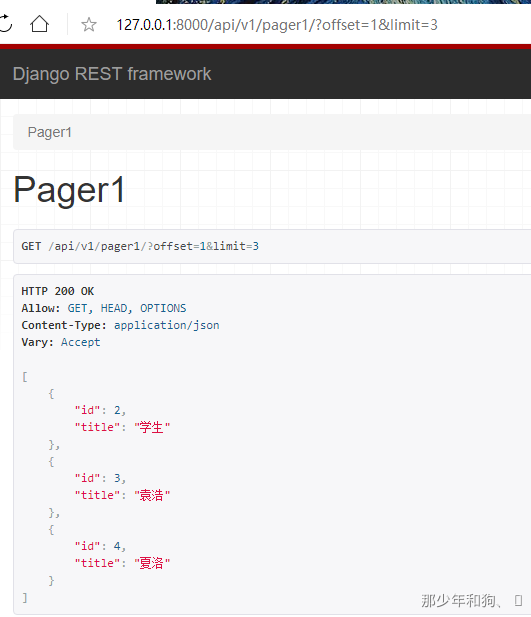 127.0.0.1:8000/api/v1/pager1/?offset=1&limit=3
Django REST framework
Pager1
Pager1
GET /api/v1/pager1/?offset=1&limit=3
HTTP 200 OK
Allow: GET, HEAD, OPTIONS
Content-Type: application/json
Vary: Accept
[
{
"id": 2,
"title": "学生"
},
{
"id": 3,
"title": "袁浩"
},
{
"id": 4,
"title": "夏洛"
}
]
那少年和狗、